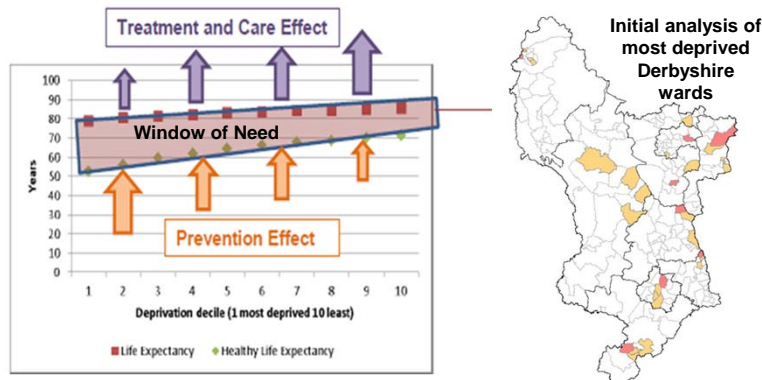 Treatment and Care Effect
100
90
80
70
60
50
40
30
20
10
0
Years
Window of Need
Prevention Effect
1 2 3 4 5 6 7 8 9 10
Deprivation decile (1 most deprived 10 least)
Life Expectancy Healthy Life Expectancy
Initial analysis of
most deprived
Derbyshire
wards